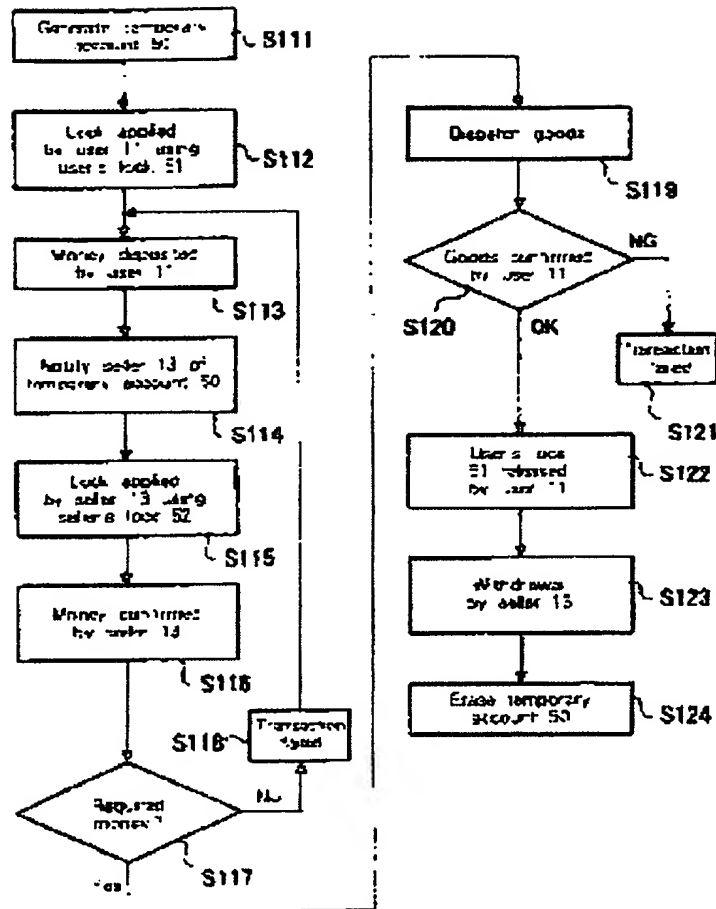 Generate temporary
account 50
S111
Lock applied
by user 11 using
user's lock 51
S112
Money deposited
by user 11
S113
Notify seller 13 of
temporary account 50
S114
Lock applied
by seller 13 using
seller's lock 52
S115
Money confirmed
by seller 13
S116
Required
money?
S117
No
Yes
Transaction
S118
Dispatch goods
S119
Goods confirmed
by user 11
S120
NG
OK
Transaction
failed
S121
User's lock
51 released
by user 11
S122
Withdrawn
by seller 13
S123
Erase temporary
account 50
S124